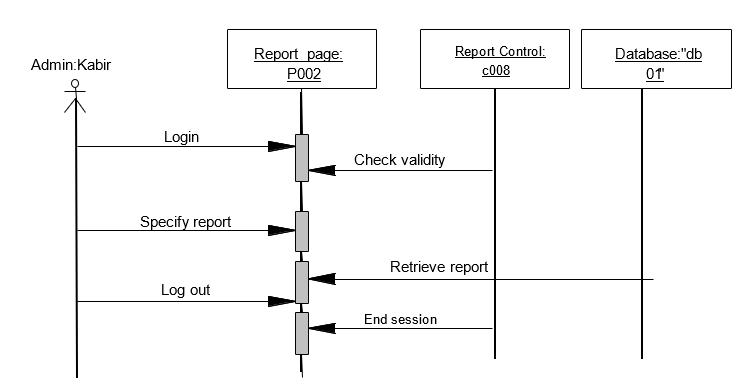 Admin:Kabir
Report page:
P002
Report Control:
c008
Database:"db
01"
Login
Check validity
Specify report
Retrieve report
Log out
End session